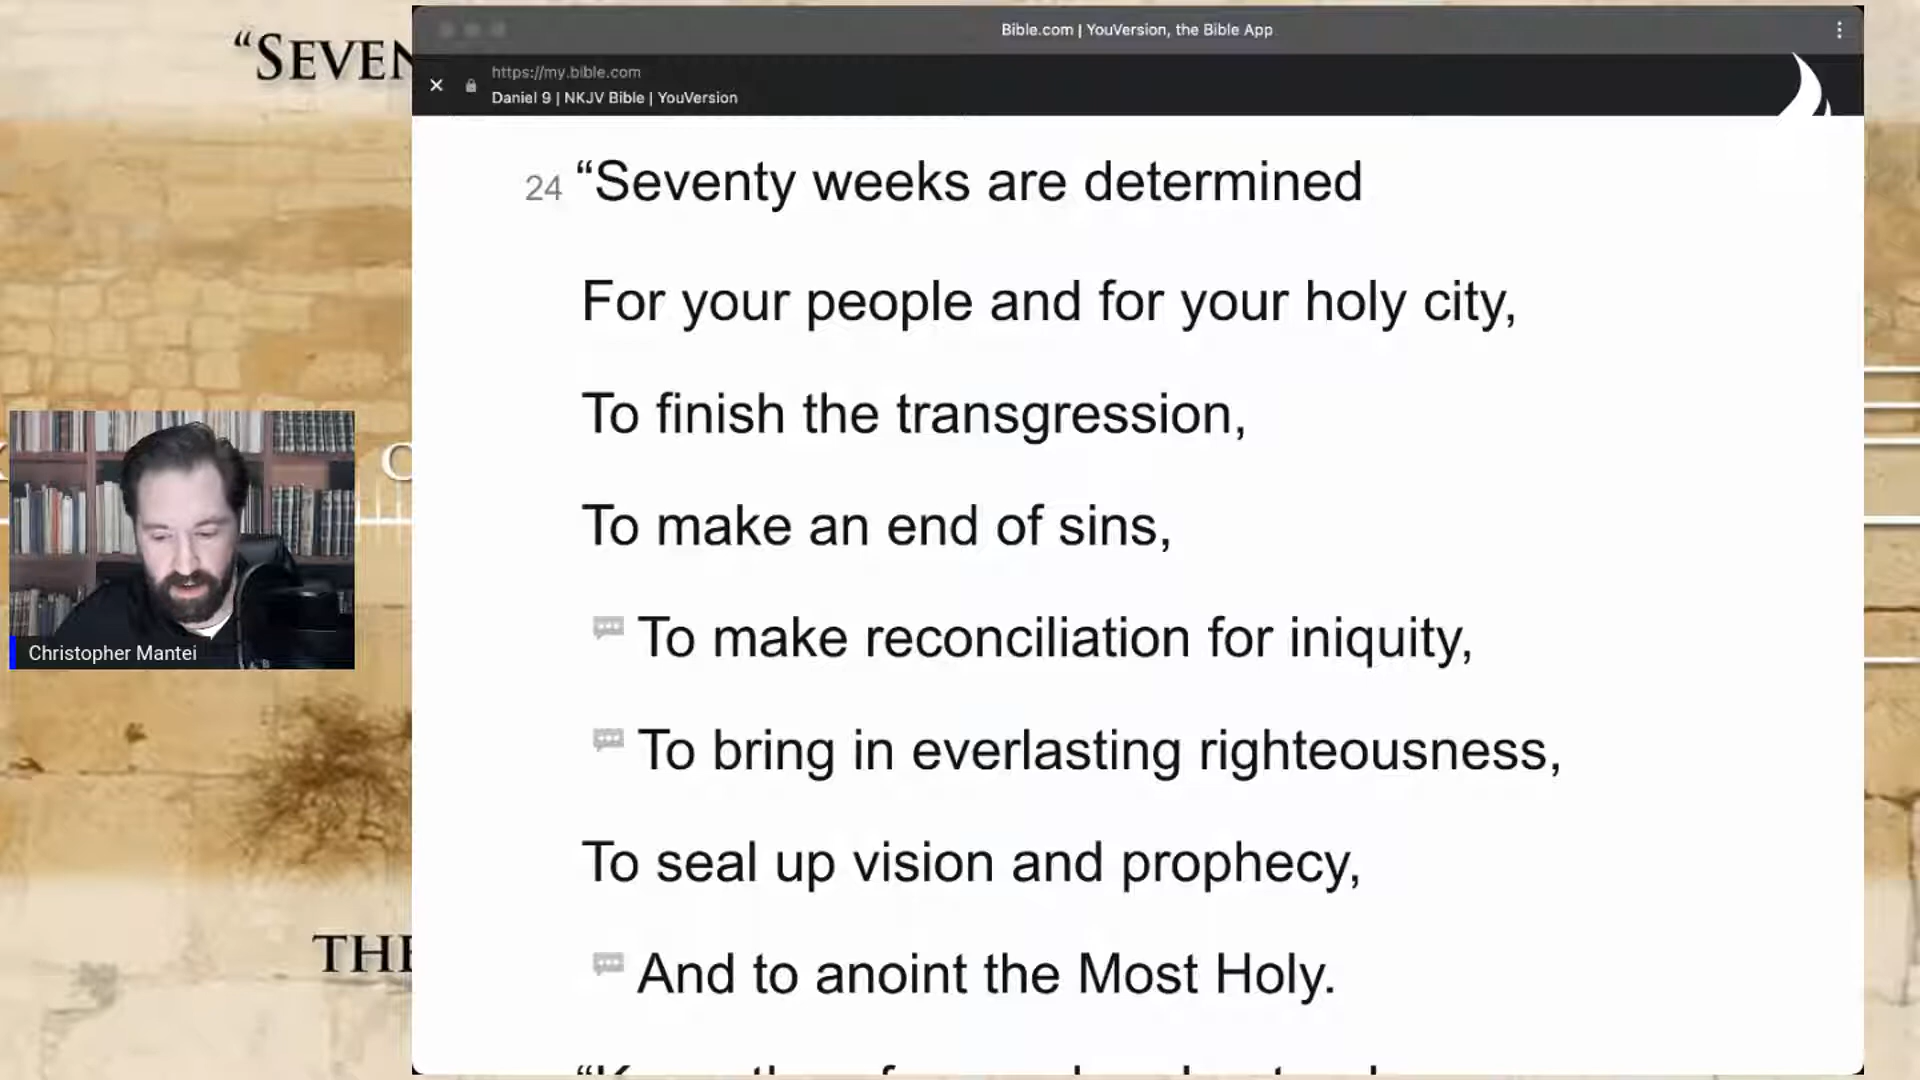 “SEVEN
Bible.com | YouVersion, the Bible App
https://my.bible.com
Daniel 9 | NKJV Bible | YouVersion
24 “Seventy weeks are determined
For your people and for your holy city,
To finish the transgression,
To make an end of sins,
To make reconciliation for iniquity,
To bring in everlasting righteousness,
To seal up vision and prophecy,
And to anoint the Most Holy.
Christopher Mantei
THE